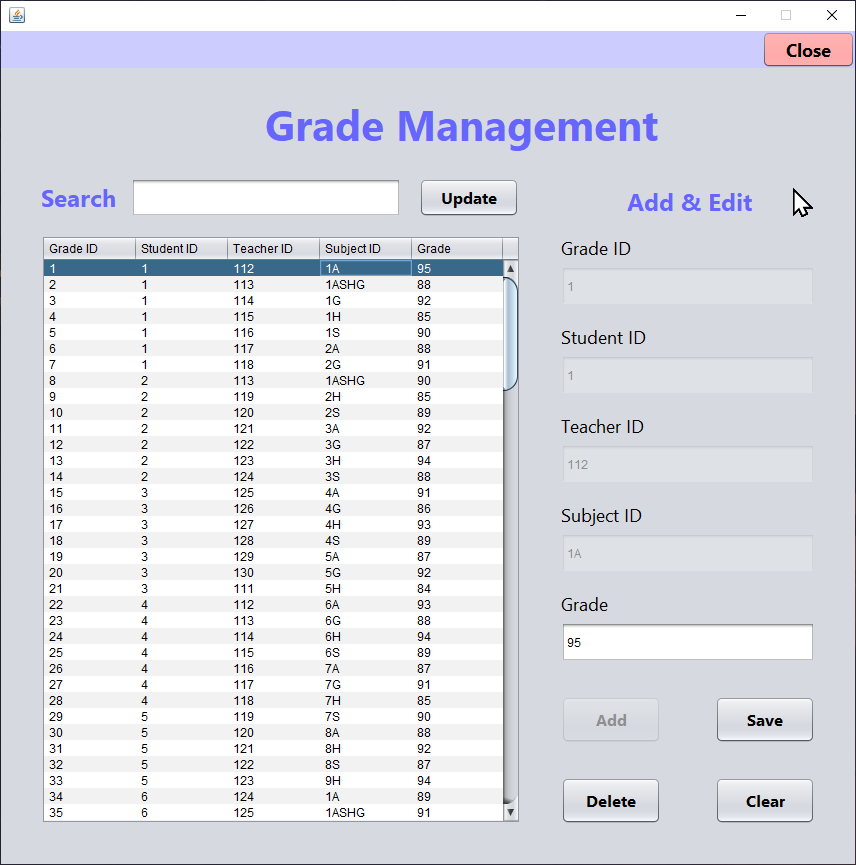 Close
Grade Management
Search Update
Add & Edit
Grade ID Student ID Teacher ID Subject ID Grade
1 1 112 1A 95
2 1 113 1ASHG 88
3 1 114 1G 92
4 1 115 1H 85
5 1 116 1S 90
6 1 117 2A 88
7 1 118 2G 91
8 2 113 1ASHG 90
9 2 119 2H 85
10 2 120 2S 89
11 2 121 3A 92
12 2 122 3G 87
13 2 123 3H 94
14 2 124 3S 88
15 3 125 4A 91
16 3 126 4G 86
17 3 127 4H 93
18 3 128 4S 89
19 3 129 5A 87
20 3 130 5G 92
21 3 111 5H 84
22 4 112 6A 93
23 4 113 6G 88
24 4 114 6H 94
25 4 115 6S 89
26 4 116 7A 87
27 4 117 7G 91
28 4 118 7H 85
29 5 119 7S 90
30 5 120 8A 88
31 5 121 8H 92
32 5 122 8S 87
33 5 123 9H 94
34 6 124 1A 89
35 6 125 1ASHG 91
Grade ID
1
Student ID
1
Teacher ID
112
Subject ID
1A
Grade
95
Add Save
Delete Clear